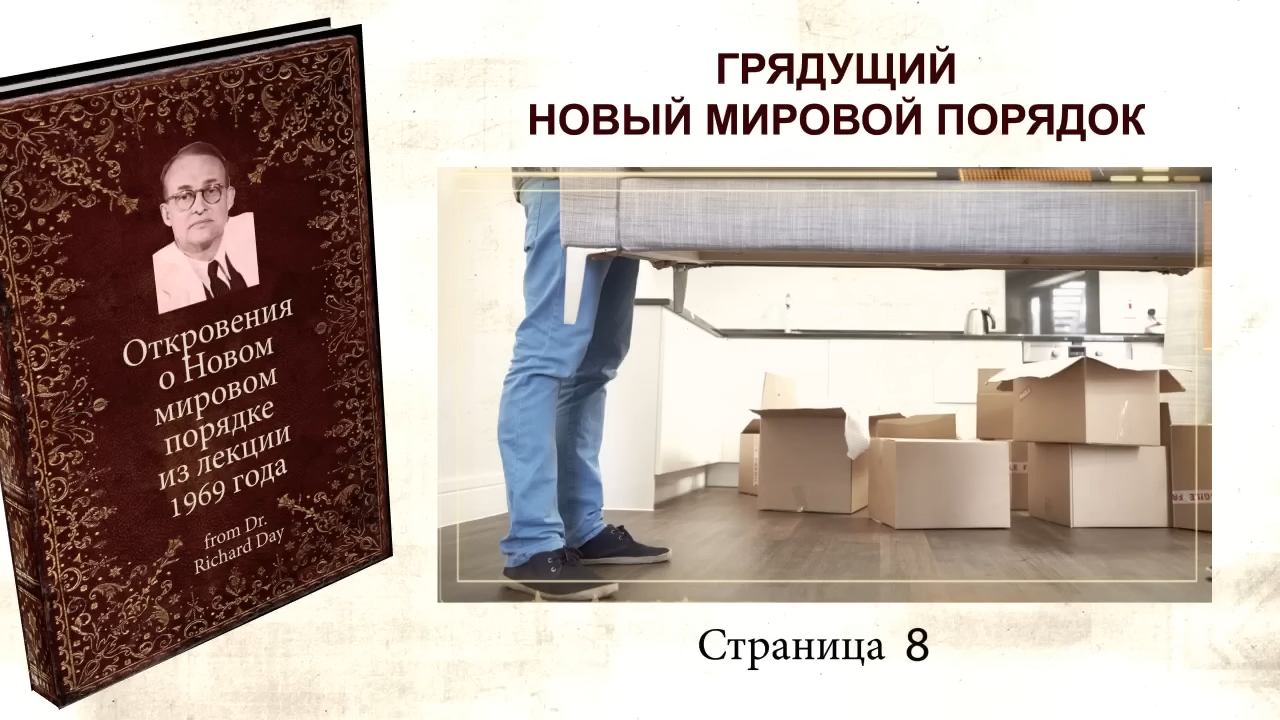 ГРЯДУЩИЙ
НОВЫЙ МИРОВОЙ ПОРЯДОК
Откровения
о Новом
мировом
порядке
из лекции
1969 года
from Dr.
Richard Day
Страница 8